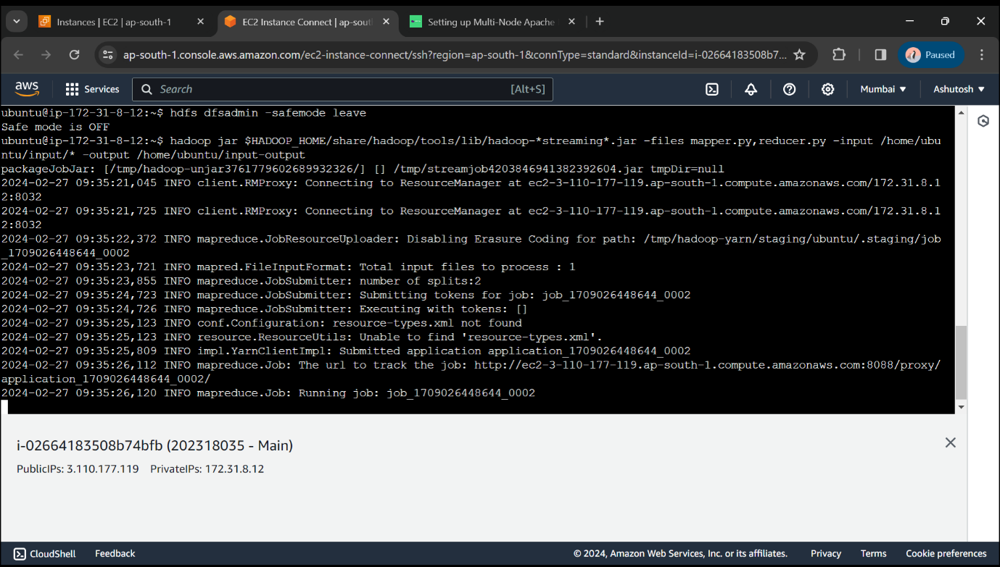 Instances | EC2 | ap-south-1
EC2 Instance Connect | ap-sout
Setting up Multi-Node Apache
ap-south-1.console.aws.amazon.com/ec2-instance-connect/ssh?region=ap-south-1&connType=standard&instanceId=i-02664183508b7...
Paused
aws
Services
Search
[Alt+S]
Mumbai
Ashutosh
ubuntu@ip-172-31-8-12:~$ hdfs dfsadmin -safemode leave
Safe mode is OFF
ubuntu@ip-172-31-8-12:~$ hadoop jar $HADOOP_HOME/share/hadoop/tools/lib/hadoop-*streaming*.jar -files mapper.py,reducer.py -input /home/ubu
ntu/input/* -output /home/ubuntu/input-output
packageJobJar: [/tmp/hadoop-unjar3761779602689932326/] [] /tmp/streamjob4203846941382392604.jar tmpDir=null
2024-02-27 09:35:21,045 INFO client.RMProxy: Connecting to ResourceManager at ec2-3-110-177-119.ap-south-1.compute.amazonaws.com/172.31.8.1
2:8032
2024-02-27 09:35:21,725 INFO client.RMProxy: Connecting to ResourceManager at ec2-3-110-177-119.ap-south-1.compute.amazonaws.com/172.31.8.1
2:8032
2024-02-27 09:35:22,372 INFO mapreduce.JobResourceUploader: Disabling Erasure Coding for path: /tmp/hadoop-yarn/staging/ubuntu/.staging/job
_1709026448644_0002
2024-02-27 09:35:23,721 INFO mapred.FileInputFormat: Total input files to process : 1
2024-02-27 09:35:23,855 INFO mapreduce.JobSubmitter: number of splits:2
2024-02-27 09:35:24,723 INFO mapreduce.JobSubmitter: Submitting tokens for job: job_1709026448644_0002
2024-02-27 09:35:24,726 INFO mapreduce.JobSubmitter: Executing with tokens: []
2024-02-27 09:35:25,123 INFO conf.Configuration: resource-types.xml not found
2024-02-27 09:35:25,123 INFO resource.ResourceUtils: Unable to find 'resource-types.xml'.
2024-02-27 09:35:25,809 INFO impl.YarnClientImpl: Submitted application application_1709026448644_0002
2024-02-27 09:35:26,112 INFO mapreduce.Job: The url to track the job: http://ec2-3-110-177-119.ap-south-1.compute.amazonaws.com:8088/proxy/
application_1709026448644_0002/
2024-02-27 09:35:26,120 INFO mapreduce.Job: Running job: job_1709026448644_0002
i-02664183508b74bfb (202318035 - Main)
PublicIPs: 3.110.177.119 PrivateIPs: 172.31.8.12
CloudShell
Feedback
© 2024, Amazon Web Services, Inc. or its affiliates.
Privacy
Terms
Cookie preferences